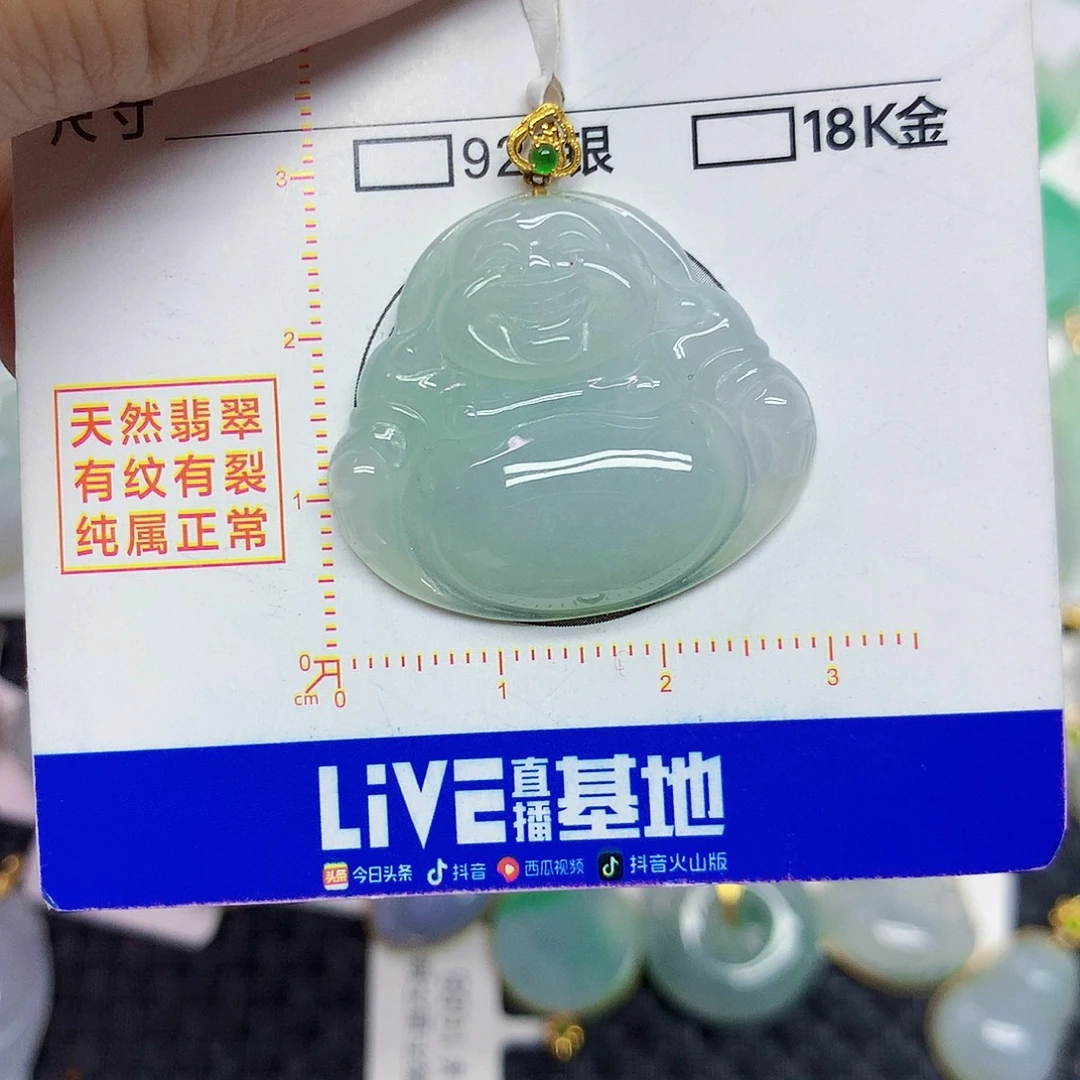 尺寸
92 银
18K金
3
2
天然翡翠
有纹有裂
纯属正常
1
0
cm 0 1 2 3
LiVE直播基地
头条 今日头条 抖音 西瓜视频 抖音火山版